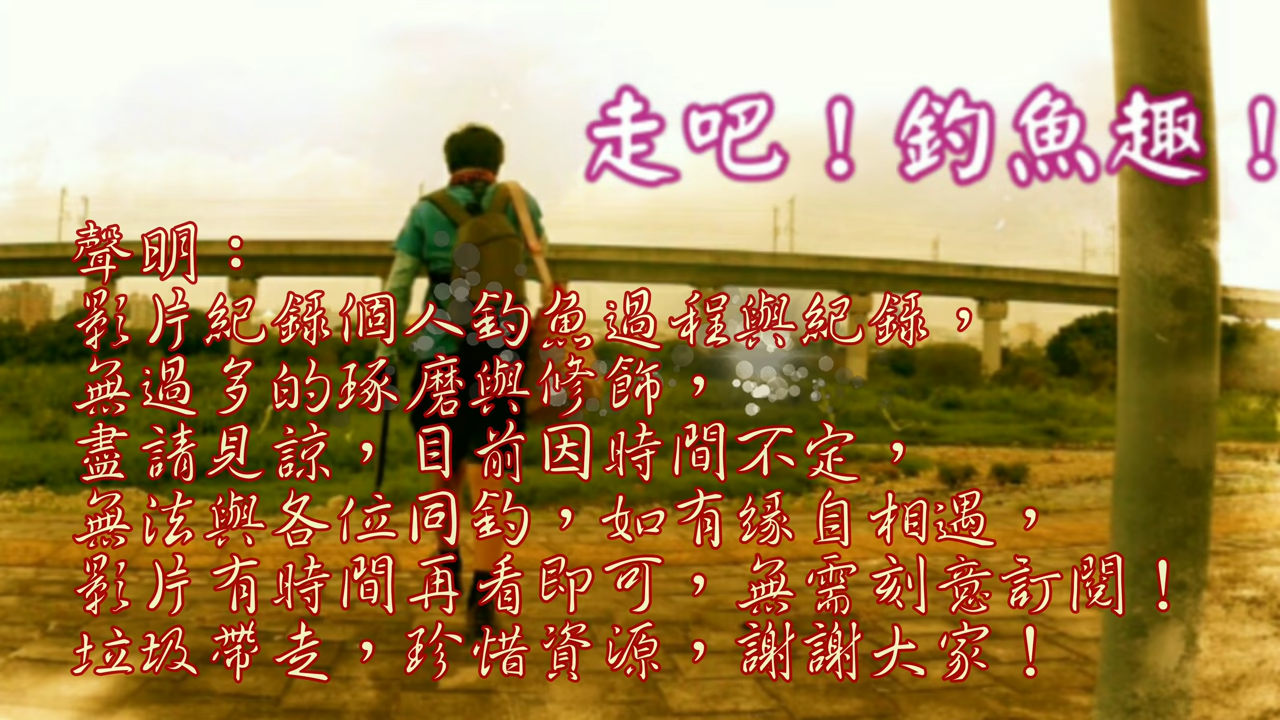 走吧！釣魚趣！
聲明：
影片紀錄個人釣魚過程與紀錄，
無過多的琢磨與修飾，
盡請見諒，目前因時間不定，
無法與各位同釣，如有緣自相遇，
影片有時間再看即可，無需刻意訂閱！
垃圾帶走，珍惜資源，謝謝大家！